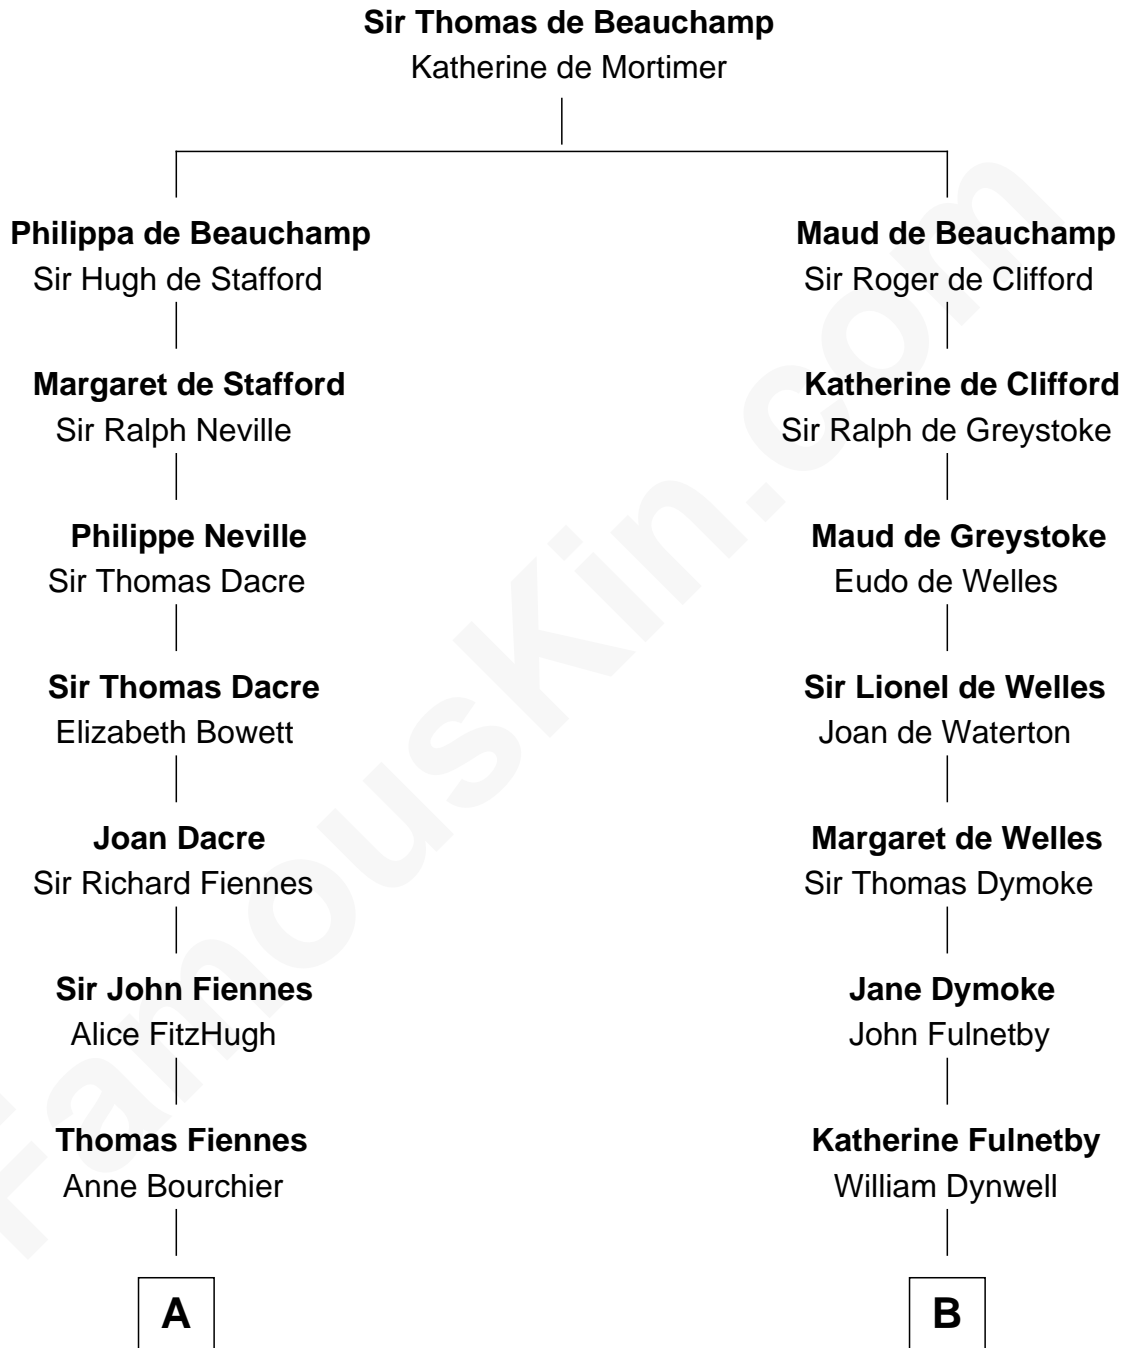 Sir Thomas de Beauchamp
Katherine de Mortimer
Philippa de Beauchamp
Sir Hugh de Stafford
Maud de Beauchamp
Sir Roger de Clifford
Margaret de Stafford
Sir Ralph Neville
Katherine de Clifford
Sir Ralph de Greystoke
Philippe Neville
Sir Thomas Dacre
Maud de Greystoke
Eudo de Welles
Sir Thomas Dacre
Elizabeth Bowett
Sir Lionel de Welles
Joan de Waterton
Joan Dacre
Sir Richard Fiennes
Margaret de Welles
Sir Thomas Dymoke
Sir John Fiennes
Alice FitzHugh
Jane Dymoke
John Fulnetby
Thomas Fiennes
Anne Bourchier
Katherine Fulnetby
William Dynwell
A
B
FamousKin.com